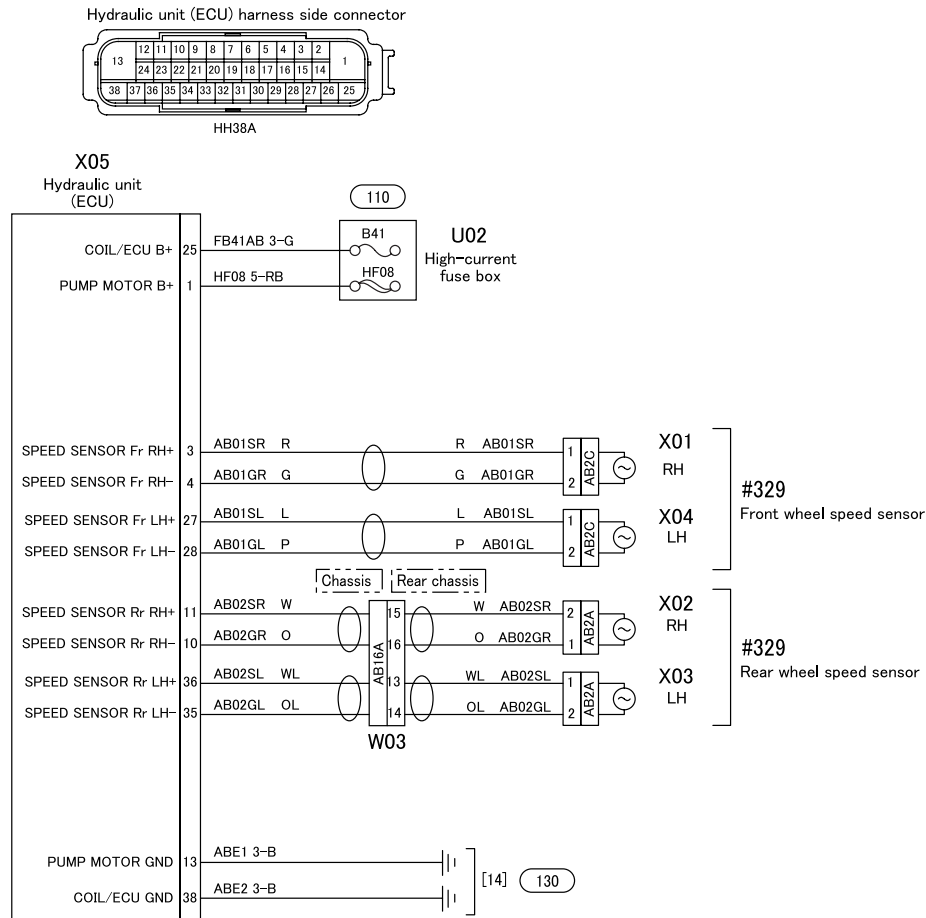 Hydraulic unit (ECU) harness side connector
12 11 10 9 8 7 6 5 4 3 2
13 1
24 23 22 21 20 19 18 17 16 15 14
38 37 36 35 34 33 32 31 30 29 28 27 26 25
HH38A
X05
Hydraulic unit
(ECU)
110
COIL/ECU B+ 25 FB41AB 3-G B41
U02
High-current
fuse box
PUMP MOTOR B+ 1 HF08 5-RB HF08
SPEED SENSOR Fr RH+ 3 AB01SR R R AB01SR 1
SPEED SENSOR Fr RH- 4 AB01GR G G AB01GR 2
AB2C
X01
RH
SPEED SENSOR Fr LH+ 27 AB01SL L L AB01SL 1
SPEED SENSOR Fr LH- 28 AB01GL P P AB01GL 2
AB2C
X04
LH
#329
Front wheel speed sensor
Chassis Rear chassis
SPEED SENSOR Rr RH+ 11 AB02SR W 15 W AB02SR 2
SPEED SENSOR Rr RH- 10 AB02GR O 16 O AB02GR 1
AB2A
X02
RH
AB16A
SPEED SENSOR Rr LH+ 36 AB02SL WL 13 WL AB02SL 1
SPEED SENSOR Rr LH- 35 AB02GL OL 14 OL AB02GL 2
AB2A
X03
LH
#329
Rear wheel speed sensor
W03
PUMP MOTOR GND 13 ABE1 3-B
COIL/ECU GND 38 ABE2 3-B
[14] 130